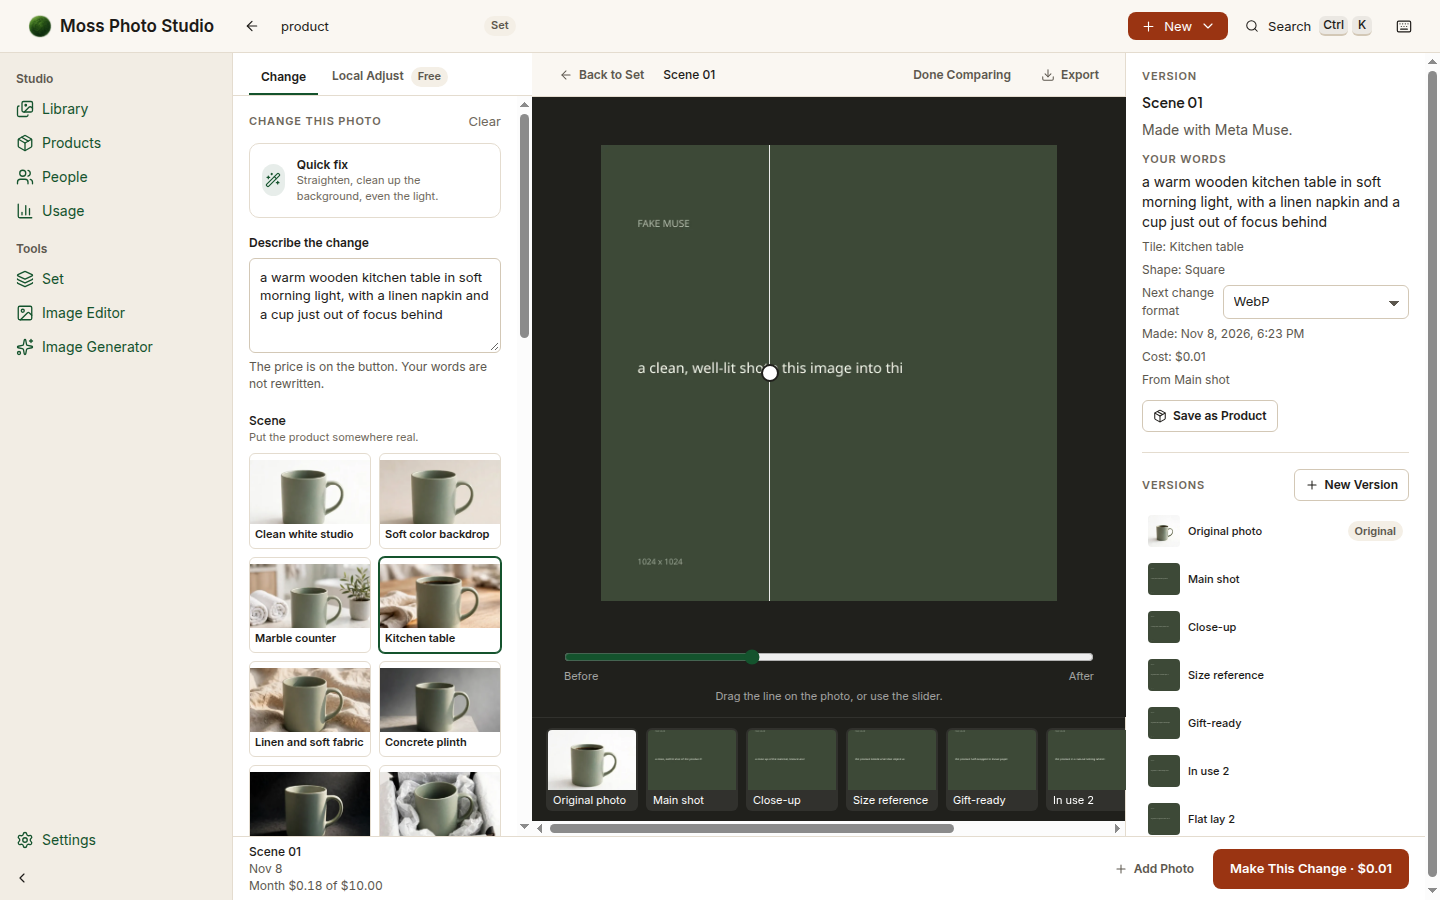 Moss Photo Studio
product
Set
New
Search
Ctrl
K
Studio
Library
Products
People
Usage
Tools
Set
Image Editor
Image Generator
Settings
Change
Local Adjust
Free
CHANGE THIS PHOTO
Clear
Quick fix
Straighten, clean up the
background, even the light.
Describe the change
a warm wooden kitchen table in soft
morning light, with a linen napkin and
a cup just out of focus behind
The price is on the button. Your words are
not rewritten.
Scene
Put the product somewhere real.
Clean white studio
Soft color backdrop
Marble counter
Kitchen table
Linen and soft fabric
Concrete plinth
Back to Set
Scene 01
Done Comparing
Export
FAKE MUSE
a clean, well-lit sho this image into thi
1024 x 1024
Before
After
Drag the line on the photo, or use the slider.
Original photo
Main shot
Close-up
Size reference
Gift-ready
In use 2
VERSION
Scene 01
Made with Meta Muse.
YOUR WORDS
a warm wooden kitchen table in soft
morning light, with a linen napkin and a
cup just out of focus behind
Tile: Kitchen table
Shape: Square
Next change
format
WebP
Made: Nov 8, 2026, 6:23 PM
Cost: $0.01
From Main shot
Save as Product
VERSIONS
New Version
Original photo
Original
Main shot
Close-up
Size reference
Gift-ready
In use 2
Flat lay 2
Scene 01
Nov 8
Month $0.18 of $10.00
Add Photo
Make This Change · $0.01